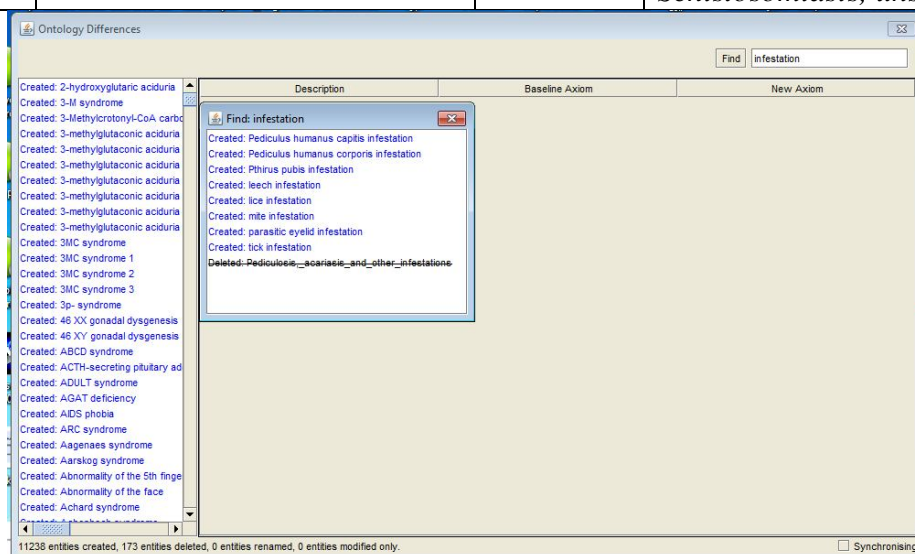 Schistosomiasis, uns
Ontology Differences
Find infestation
Description Baseline Axiom New Axiom
Created: 2-hydroxyglutaric aciduria
Created: 3-M syndrome
Created: 3-Methylcrotonyl-CoA carbo
Created: 3-methylglutaconic aciduria
Created: 3-methylglutaconic aciduria
Created: 3-methylglutaconic aciduria
Created: 3-methylglutaconic aciduria
Created: 3-methylglutaconic aciduria
Created: 3-methylglutaconic aciduria
Created: 3-methylglutaconic aciduria
Created: 3MC syndrome
Created: 3MC syndrome 1
Created: 3MC syndrome 2
Created: 3MC syndrome 3
Created: 3p- syndrome
Created: 46 XX gonadal dysgenesis
Created: 46 XY gonadal dysgenesis
Created: ABCD syndrome
Created: ACTH-secreting pituitary ad
Created: ADULT syndrome
Created: AGAT deficiency
Created: AIDS phobia
Created: ARC syndrome
Created: Aagenaes syndrome
Created: Aarskog syndrome
Created: Abnormality of the 5th finge
Created: Abnormality of the face
Created: Achard syndrome
Find: infestation
Created: Pediculus humanus capitis infestation
Created: Pediculus humanus corporis infestation
Created: Pthirus pubis infestation
Created: leech infestation
Created: lice infestation
Created: mite infestation
Created: parasitic eyelid infestation
Created: tick infestation
Deleted: Pediculosis,_acariasis_and_other_infestations
11238 entities created, 173 entities deleted, 0 entities renamed, 0 entities modified only.
Synchronising